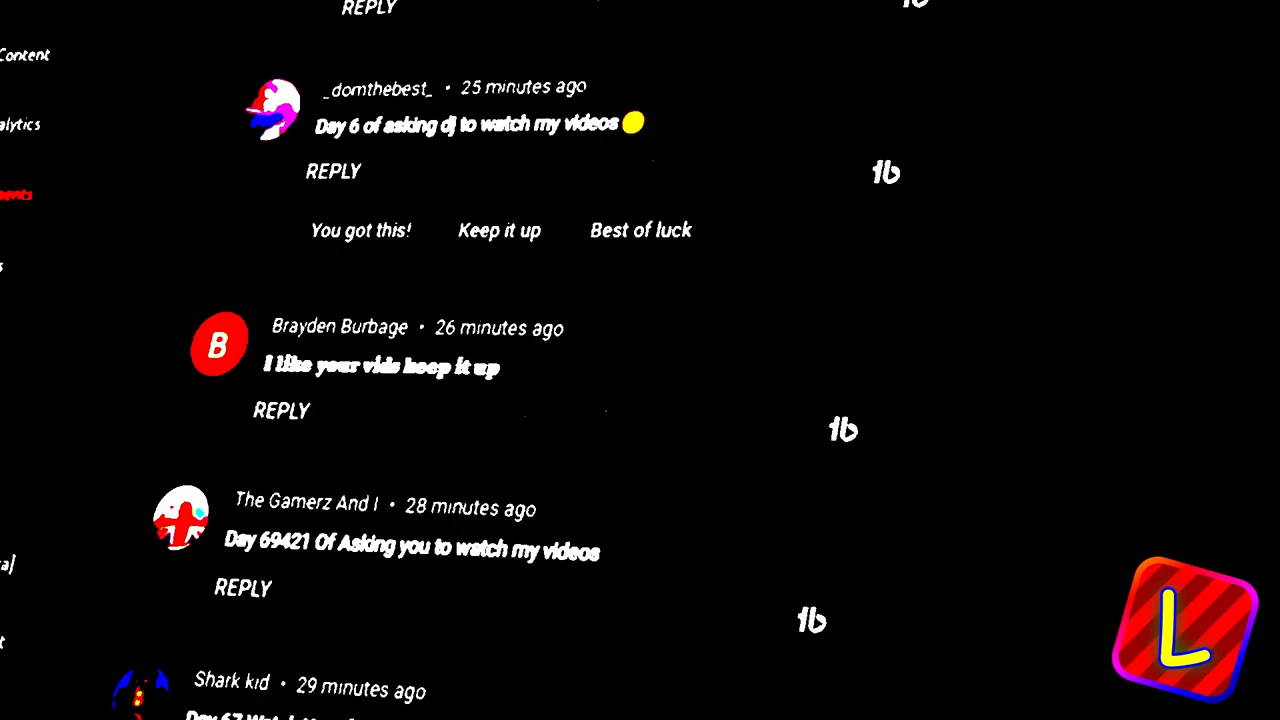 REPLY
Content
_domthebest_ • 25 minutes ago
Day 6 of asking dj to watch my videos
alytics
REPLY
You got this! Keep it up Best of luck
Brayden Burbage • 26 minutes ago
B
I like your vids keep it up
REPLY
The Gamerz And I • 28 minutes ago
Day 69421 Of Asking you to watch my videos
REPLY
Shark kid • 29 minutes ago
Day 67
L